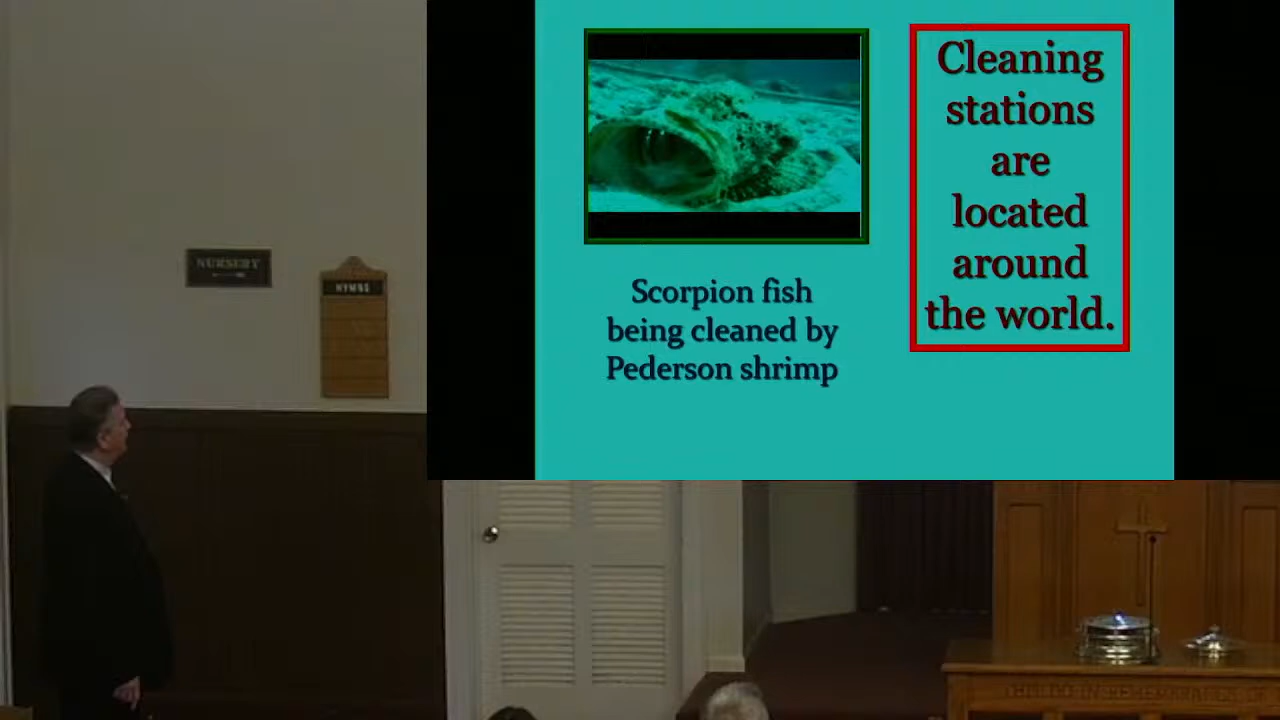 Cleaning
stations
are
located
around
the world.
Scorpion fish
being cleaned by
Pederson shrimp
NURSERY
HYMNS